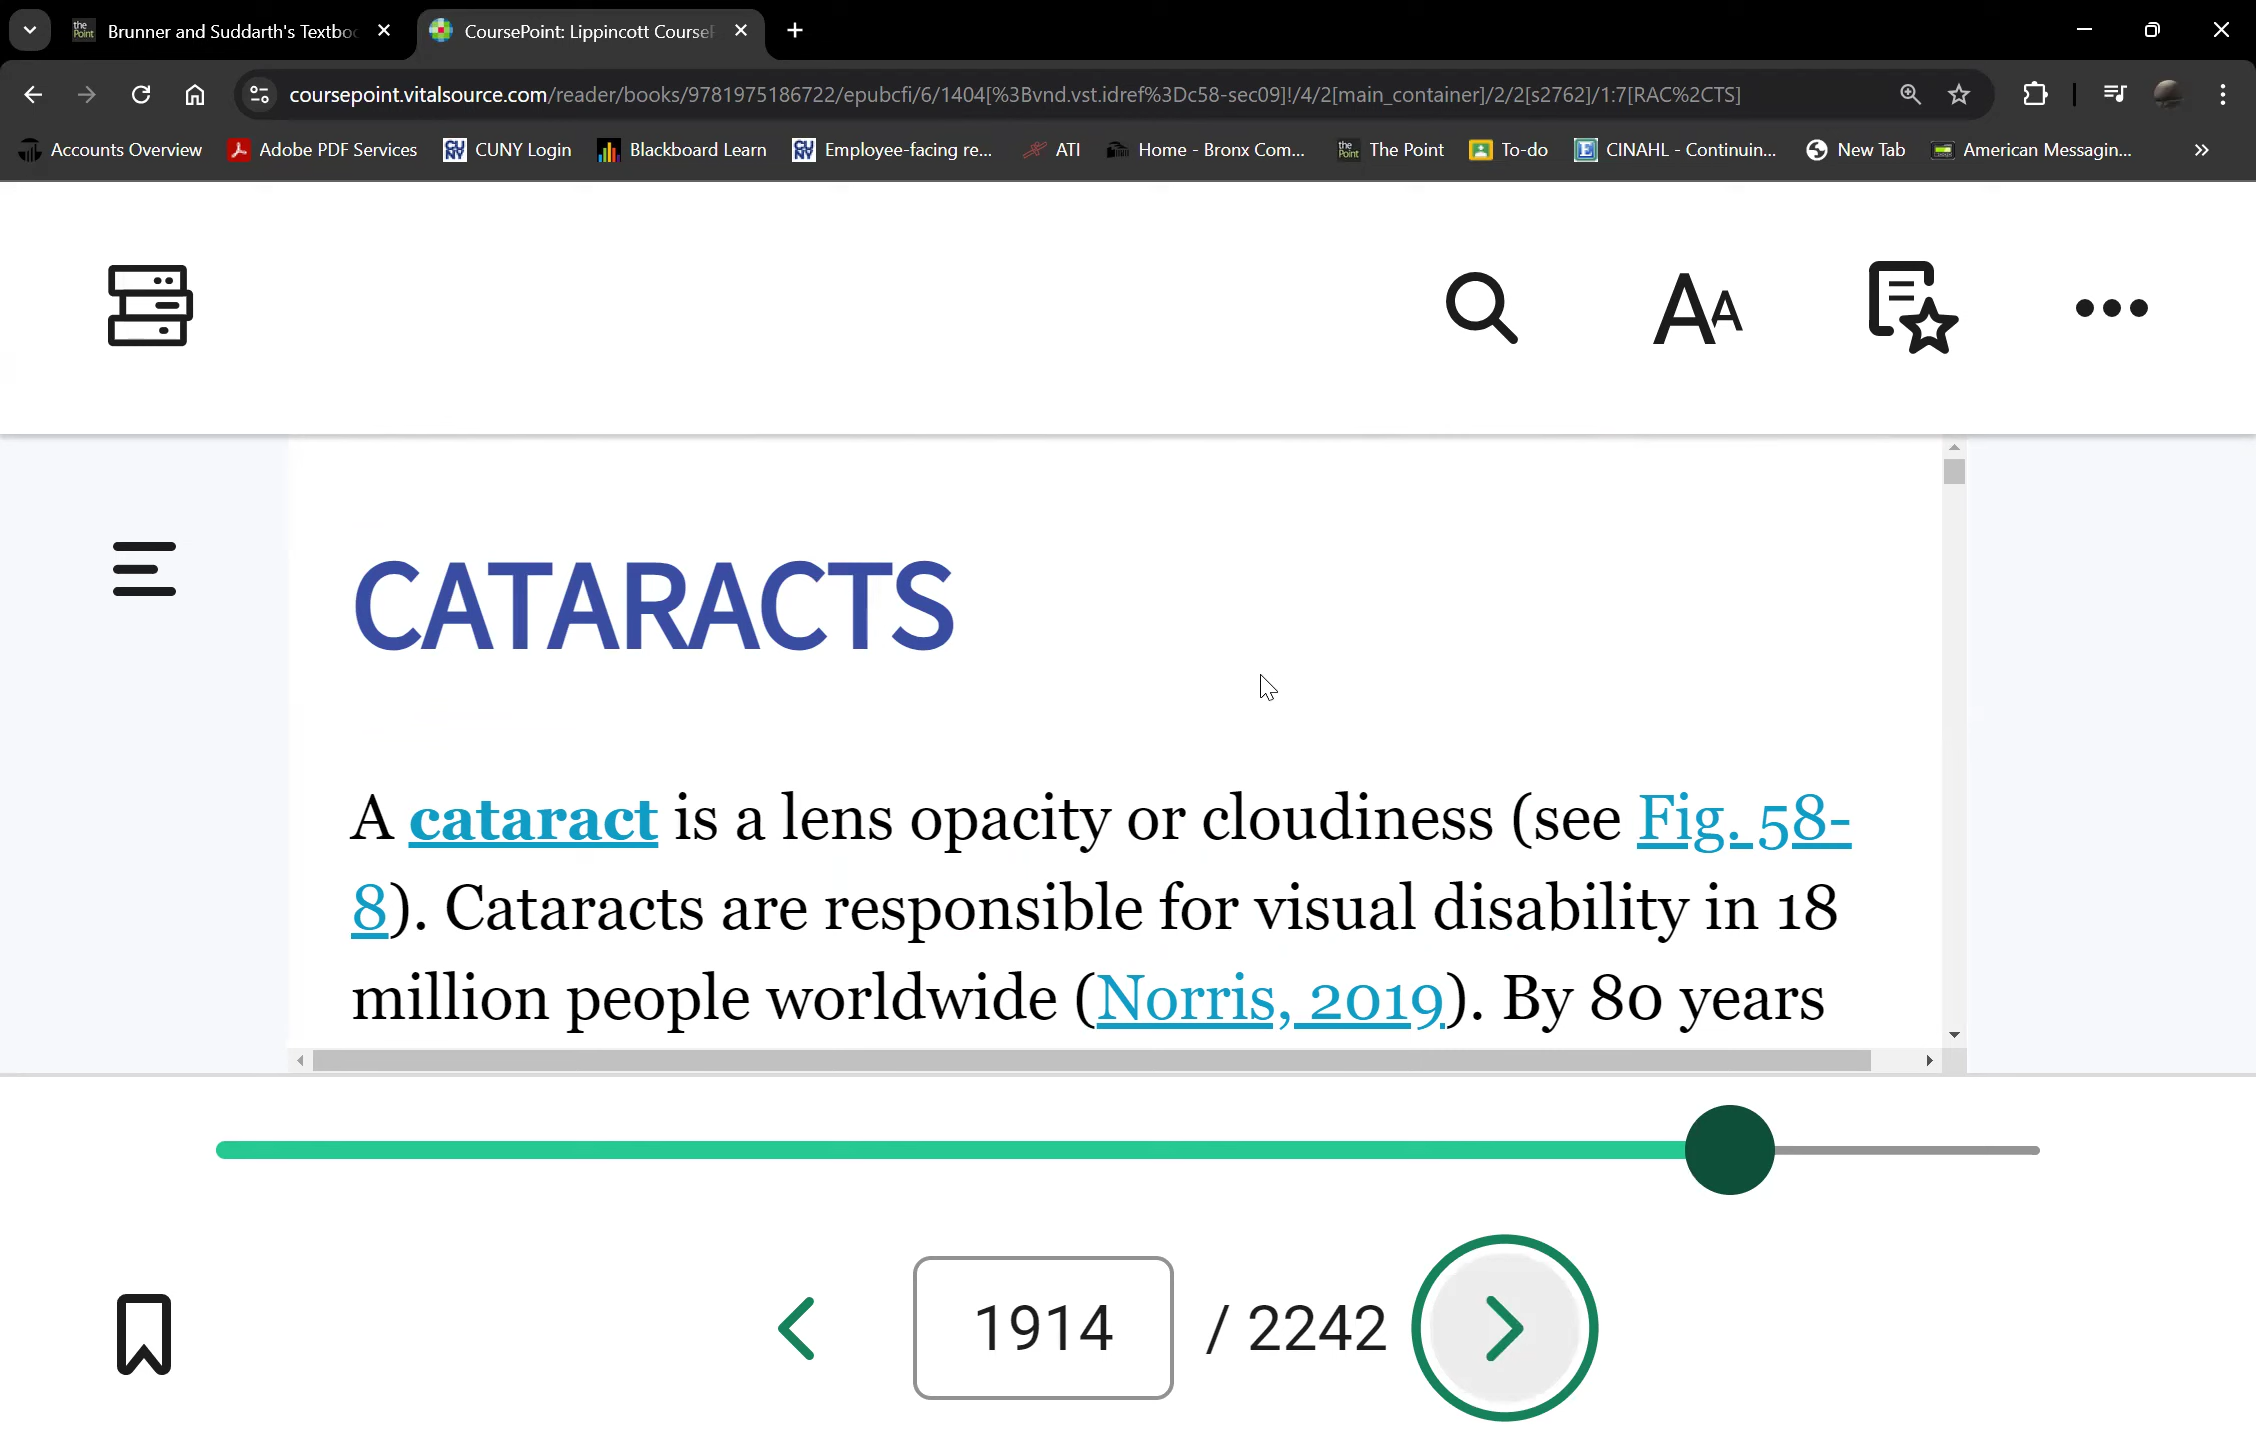 Brunner and Suddarth's Textbo
CoursePoint: Lippincott Course
coursepoint.vitalsource.com/reader/books/9781975186722/epubcfi/6/1404[%3Bvnd.vst.idref%3Dc58-sec09]!/4/2[main_container]/2/2[s2762]/1:7[RAC%2CTS]
Accounts Overview
Adobe PDF Services
CUNY Login
Blackboard Learn
Employee-facing re...
ATI
Home - Bronx Com...
The Point
To-do
CINAHL - Continuin...
New Tab
American Messagin...
CATARACTS
A cataract is a lens opacity or cloudiness (see Fig. 58-
8). Cataracts are responsible for visual disability in 18
million people worldwide (Norris, 2019). By 80 years
1914 / 2242